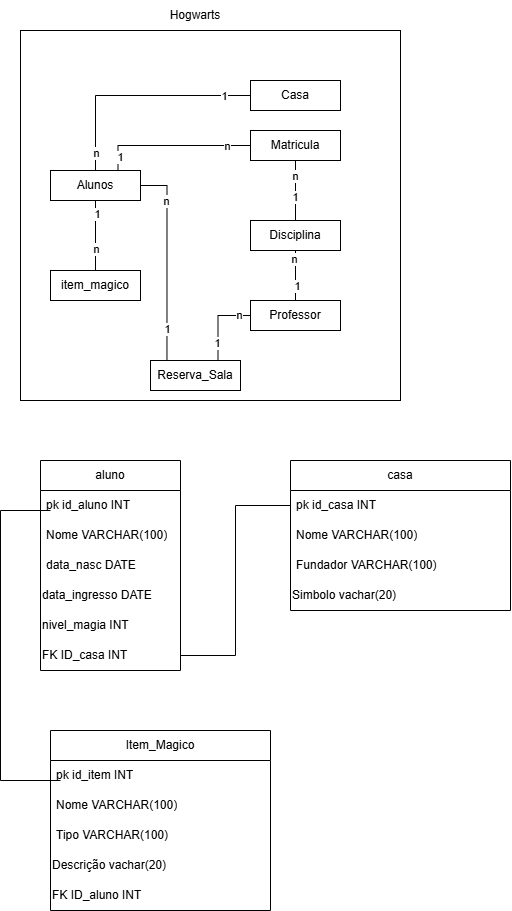 Hogwarts
1
Casa
n
1
n
Matricula
n
1
Alunos
1
n
n
item_magico
Disciplina
n
1
Professor
n
1
1
Reserva_Sala
aluno
pk id_aluno INT
Nome VARCHAR(100)
data_nasc DATE
data_ingresso DATE
nivel_magia INT
FK ID_casa INT
casa
pk id_casa INT
Nome VARCHAR(100)
Fundador VARCHAR(100)
Simbolo vachar(20)
Item_Magico
pk id_item INT
Nome VARCHAR(100)
Tipo VARCHAR(100)
Descrição vachar(20)
FK ID_aluno INT